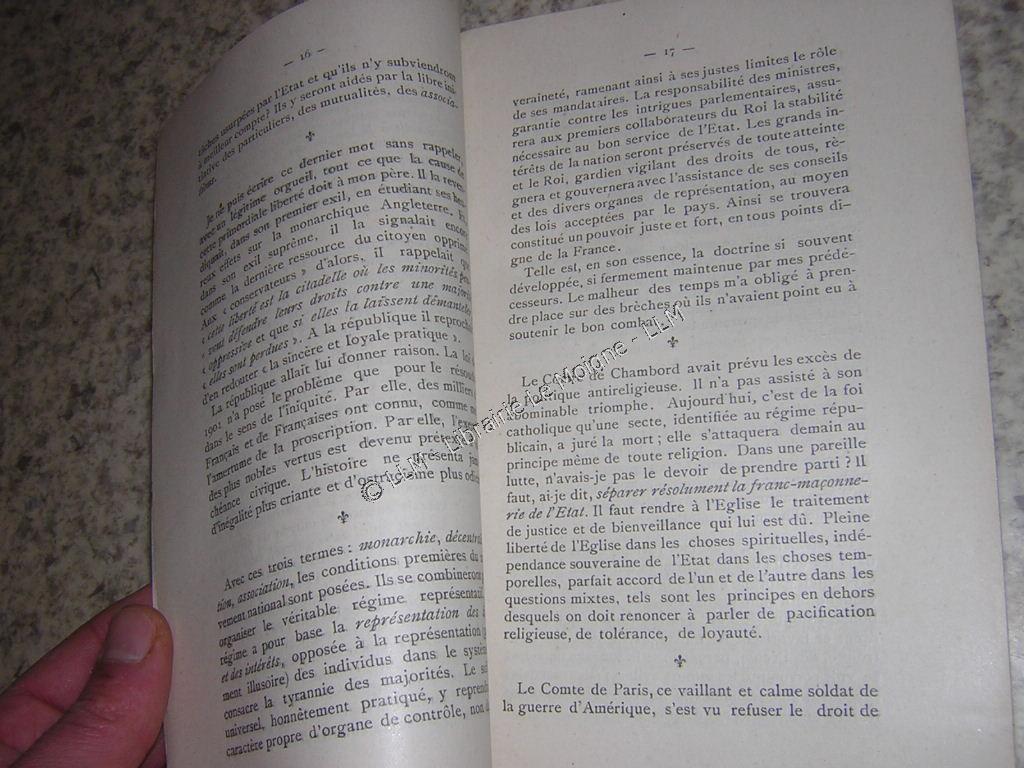 — 16 —
tâches usurpées par l'Etat et qu'ils n'y subviendront
à meilleur compte? Ils y seront aidés par la libre ini-
tiative des particuliers, des mutualités, des associa-
tions.
Je ne puis écrire ce dernier mot sans rappeler,
avec un légitime orgueil, tout ce que la cause de
cette primordiale liberté doit à mon père. Il la reven-
diquait, dans son premier exil, en étudiant ses heu-
reux effets sur la monarchique Angleterre.
dans son exil suprême, il la signalait encore
comme la dernière ressource du citoyen opprimé.
Aux « conservateurs » d'alors, il rappelait que
« cette liberté est la citadelle où les minorités
« vont défendre leurs droits contre une majorité
« oppressive et que si elles la laissent démanteler
« elles sont perdues ». A la république il reprochait
d'en redouter « la sincère et loyale pratique ».
La république allait lui donner raison. La loi de
1901 n'a posé le problème que pour le résoudre
dans le sens de l'iniquité. Par elle, des milliers
Français et de Françaises ont connu, comme
l'amertume de la proscription. Par elle,
des plus nobles vertus est devenu
chéance civique. L'histoire ne présenta
d'inégalité plus criante et d'ostracisme plus
Avec ces trois termes : monarchie, décentra
tion, association, les conditions premières du
vement national sont posées. Ils se combineront
organiser le véritable régime représentatif.
régime a pour base la représentation des
et des intérêts, opposée à la représentation
ment illusoire) des individus dans le système
consacre la tyrannie des majorités. Le
universel, honnêtement pratiqué, y reprend
caractère propre d'organe de contrôle, non
— 17 —
veraineté, ramenant ainsi à ses justes limites le rôle
de ses mandataires. La responsabilité des ministres,
garantie contre les intrigues parlementaires, assu-
rera aux premiers collaborateurs du Roi la stabilité
nécessaire au bon service de l'Etat. Les grands in-
térêts de la nation seront préservés de toute atteinte
et le Roi, gardien vigilant des droits de tous, rè-
gnera et gouvernera avec l'assistance de ses conseils
et des divers organes de représentation, au moyen
des lois acceptées par le pays. Ainsi se trouvera
constitué un pouvoir juste et fort, en tous points di-
gne de la France.
Telle est, en son essence, la doctrine si souvent
développée, si fermement maintenue par mes prédé-
cesseurs. Le malheur des temps m'a obligé à pren-
dre place sur des brèches où ils n'avaient point eu à
soutenir le bon combat.
Le Comte de Chambord avait prévu les excès de
la politique antireligieuse. Il n'a pas assisté à son
abominable triomphe. Aujourd'hui, c'est de la foi
catholique qu'une secte, identifiée au régime répu-
blicain, a juré la mort ; elle s'attaquera demain au
principe même de toute religion. Dans une pareille
lutte, n'avais-je pas le devoir de prendre parti ? Il
faut, ai-je dit, séparer résolument la franc-maçonne-
rie de l'Etat. Il faut rendre à l'Eglise le traitement
de justice et de bienveillance qui lui est dû. Pleine
liberté de l'Eglise dans les choses spirituelles, indé-
pendance souveraine de l'Etat dans les choses tem-
porelles, parfait accord de l'un et de l'autre dans les
questions mixtes, tels sont les principes en dehors
desquels on doit renoncer à parler de pacification
religieuse, de tolérance, de loyauté.
Le Comte de Paris, ce vaillant et calme soldat de
la guerre d'Amérique, s'est vu refuser le droit de
© LLM - Librairie Le Mojone - LLM